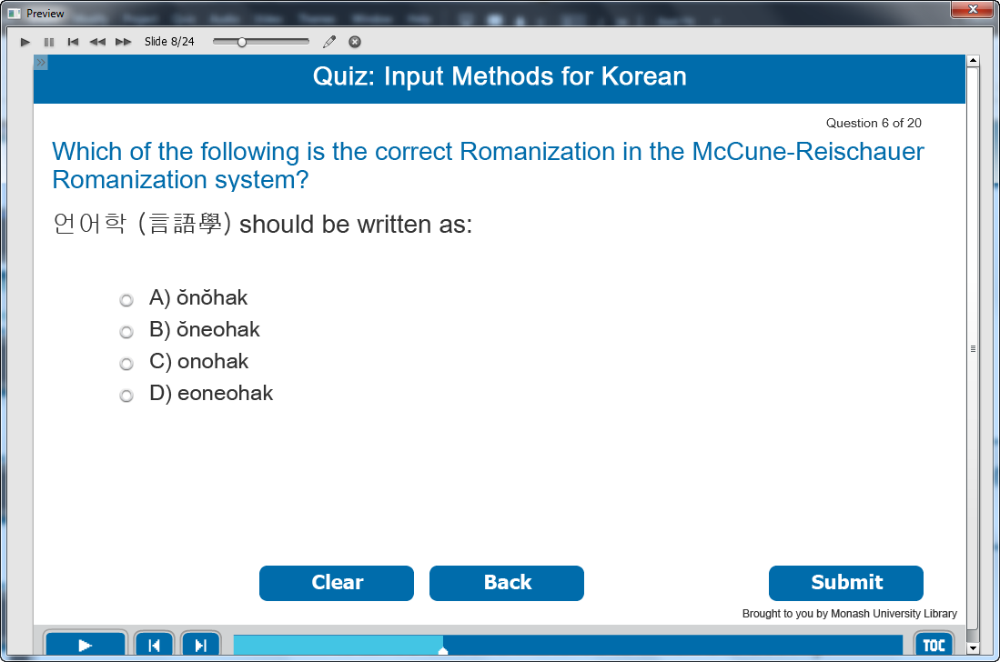 Preview
Slide 8/24
Quiz: Input Methods for Korean
Question 6 of 20
Which of the following is the correct Romanization in the McCune-Reischauer
Romanization system?
언어학 (言語學) should be written as:
A) ŏnŏhak
B) ŏneohak
C) onohak
D) eoneohak
Clear Back Submit
Brought to you by Monash University Library
TOC